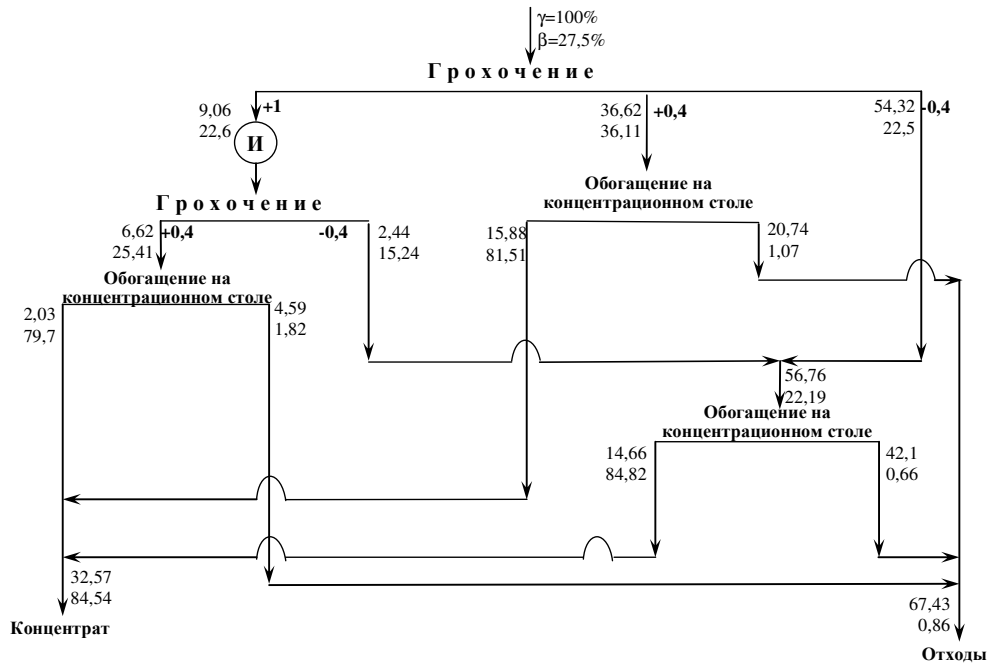 γ=100%
β=27,5%
Грохочение
9,06
22,6
+1
36,62
36,11
+0,4
54,32
22,5
-0,4
И
Обогащение на
концентрационном столе
Грохочение
6,62
25,41
+0,4
-0,4
2,44
15,24
15,88
81,51
20,74
1,07
Обогащение на
концентрационном столе
2,03
79,7
4,59
1,82
56,76
22,19
Обогащение на
концентрационном столе
14,66
84,82
42,1
0,66
32,57
84,54
Концентрат
67,43
0,86
Отходы